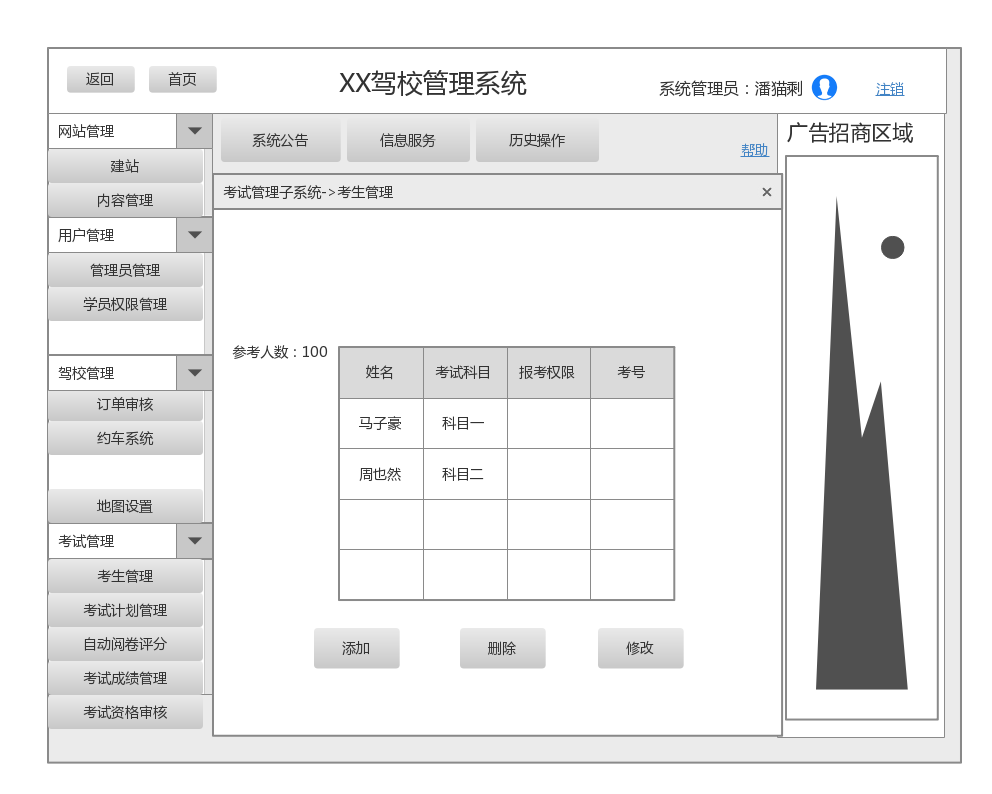 返回
首页
XX驾校管理系统
系统管理员：潘猫剩
注销
网站管理
建站
内容管理
用户管理
管理员管理
学员权限管理
驾校管理
订单审核
约车系统
地图设置
考试管理
考生管理
考试计划管理
自动阅卷评分
考试成绩管理
考试资格审核
系统公告
信息服务
历史操作
帮助
考试管理子系统->考生管理
×
参考人数：100
姓名 考试科目 报考权限 考号
马子豪 科目一
周也然 科目二
添加
删除
修改
广告招商区域